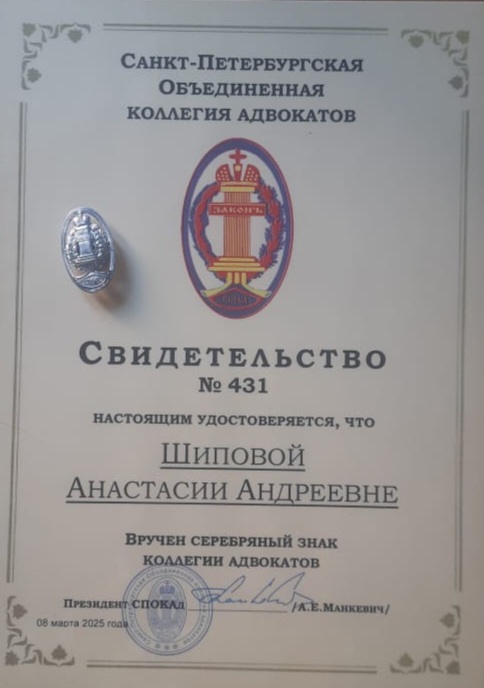 Санкт-Петербургская
Объединенная
коллегия адвокатов
ЗАКОНЪ
Свидетельство
№ 431
настоящим удостоверяется, что
Шиповой
Анастасии Андреевне
Вручен серебряный знак
коллегии адвокатов
Президент СПОКАд /А.Е.Манкевич/
08 марта 2025 года